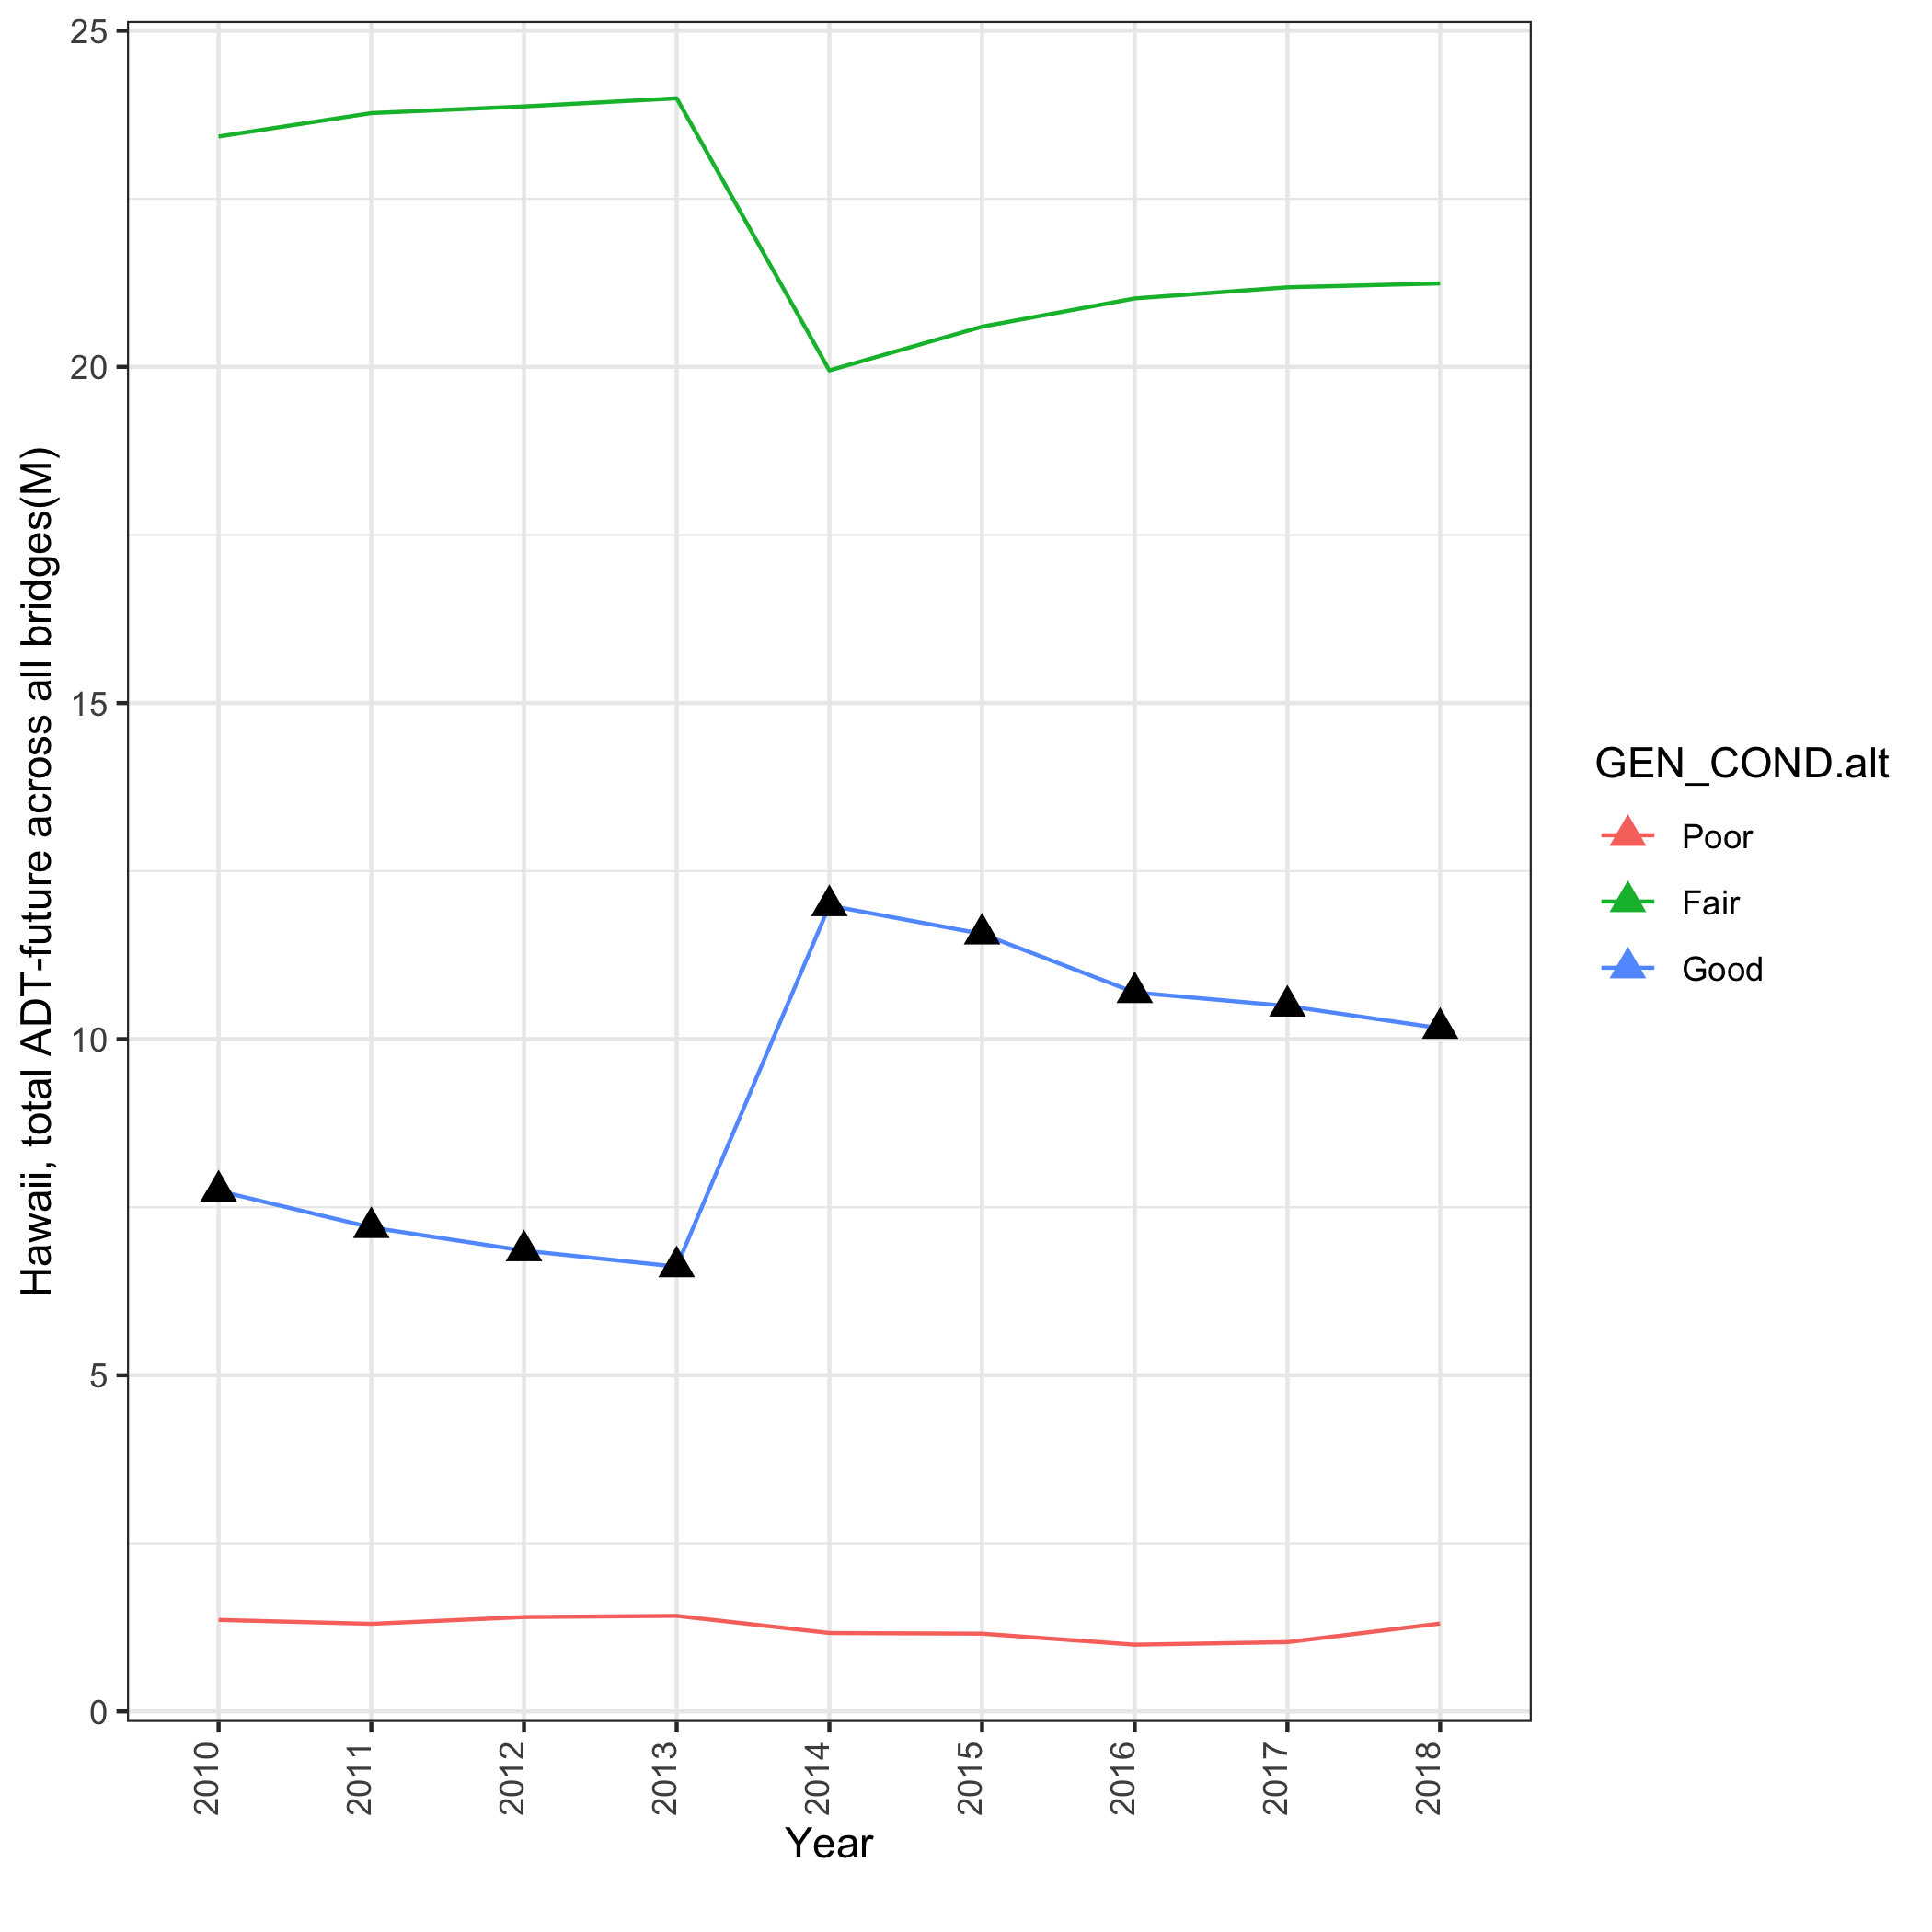 Hawaii, total ADT-future across all bridges(M)
25
20
15
10
5
0
2010
2011
2012
2013
2014
2015
2016
2017
2018
Year
GEN_COND.alt
Poor
Fair
Good